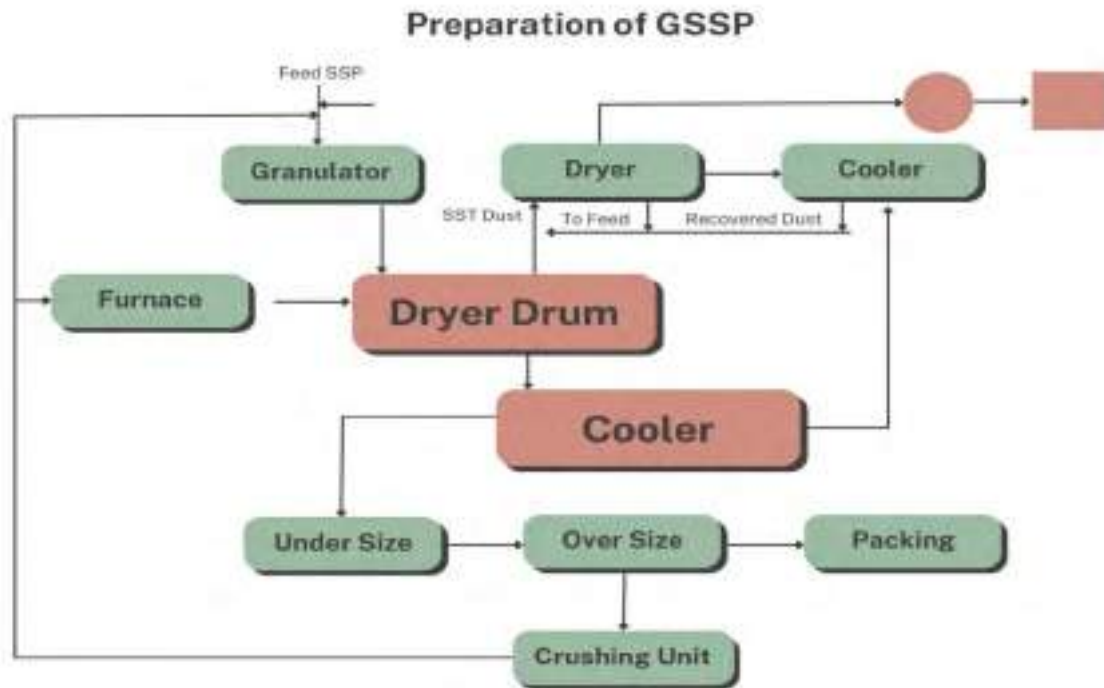 Preparation of GSSP
Feed SSP
Granulator
Dryer
Cooler
SST Dust
To Feed
Recovered Dust
Furnace
Dryer Drum
Cooler
Under Size
Over Size
Packing
Crushing Unit